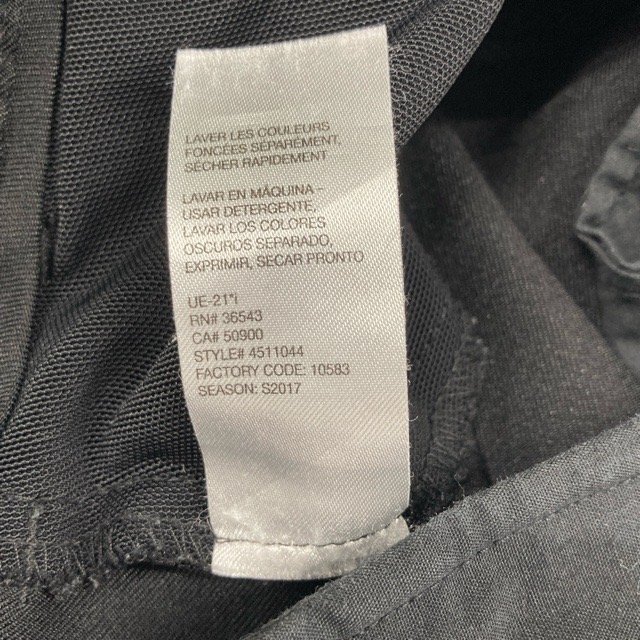 LAVER LES COULEURS
FONCÉES SÉPAREMENT,
SÉCHER RAPIDEMENT
LAVAR EN MÁQUINA –
USAR DETERGENTE,
LAVAR LOS COLORES
OSCUROS SEPARADO,
EXPRIMIR, SECAR PRONTO
UE-21"I
RN# 36543
CA# 50900
STYLE# 4511044
FACTORY CODE: 10583
SEASON: S2017